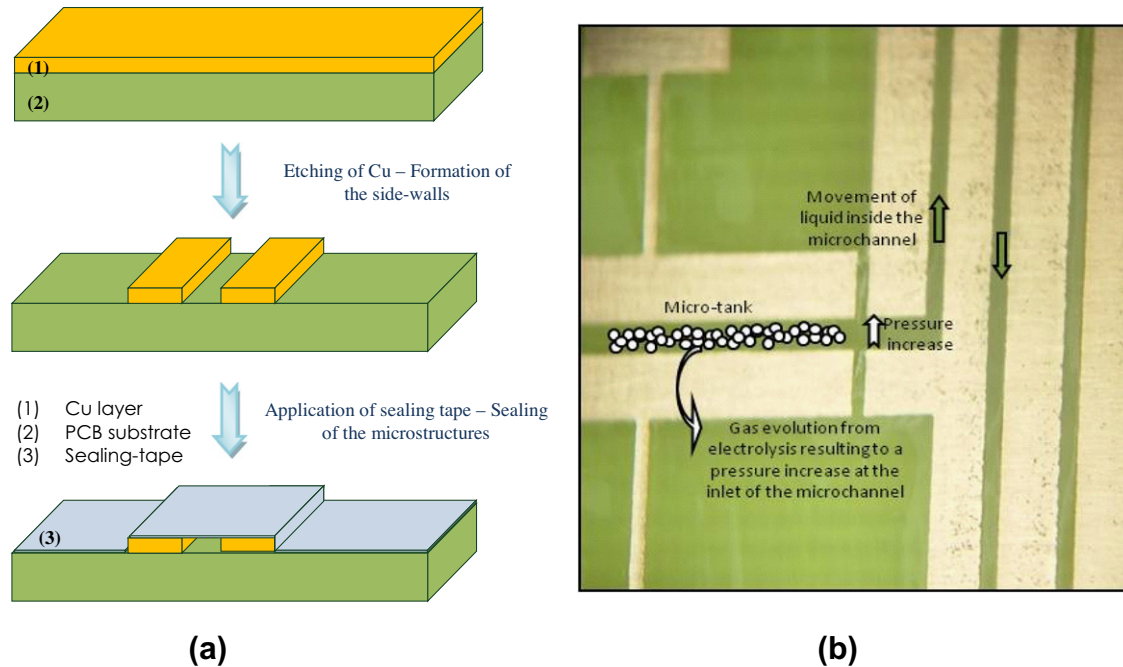 (1)
(2)
Etching of Cu – Formation of
the side-walls
(1) Cu layer
(2) PCB substrate
(3) Sealing-tape
Application of sealing tape – Sealing
of the microstructures
(3)
(a)
Movement of
liquid inside the
microchannel
Micro-tank
Pressure
increase
Gas evolution from
electrolysis resulting to a
pressure increase at the
inlet of the microchannel
(b)